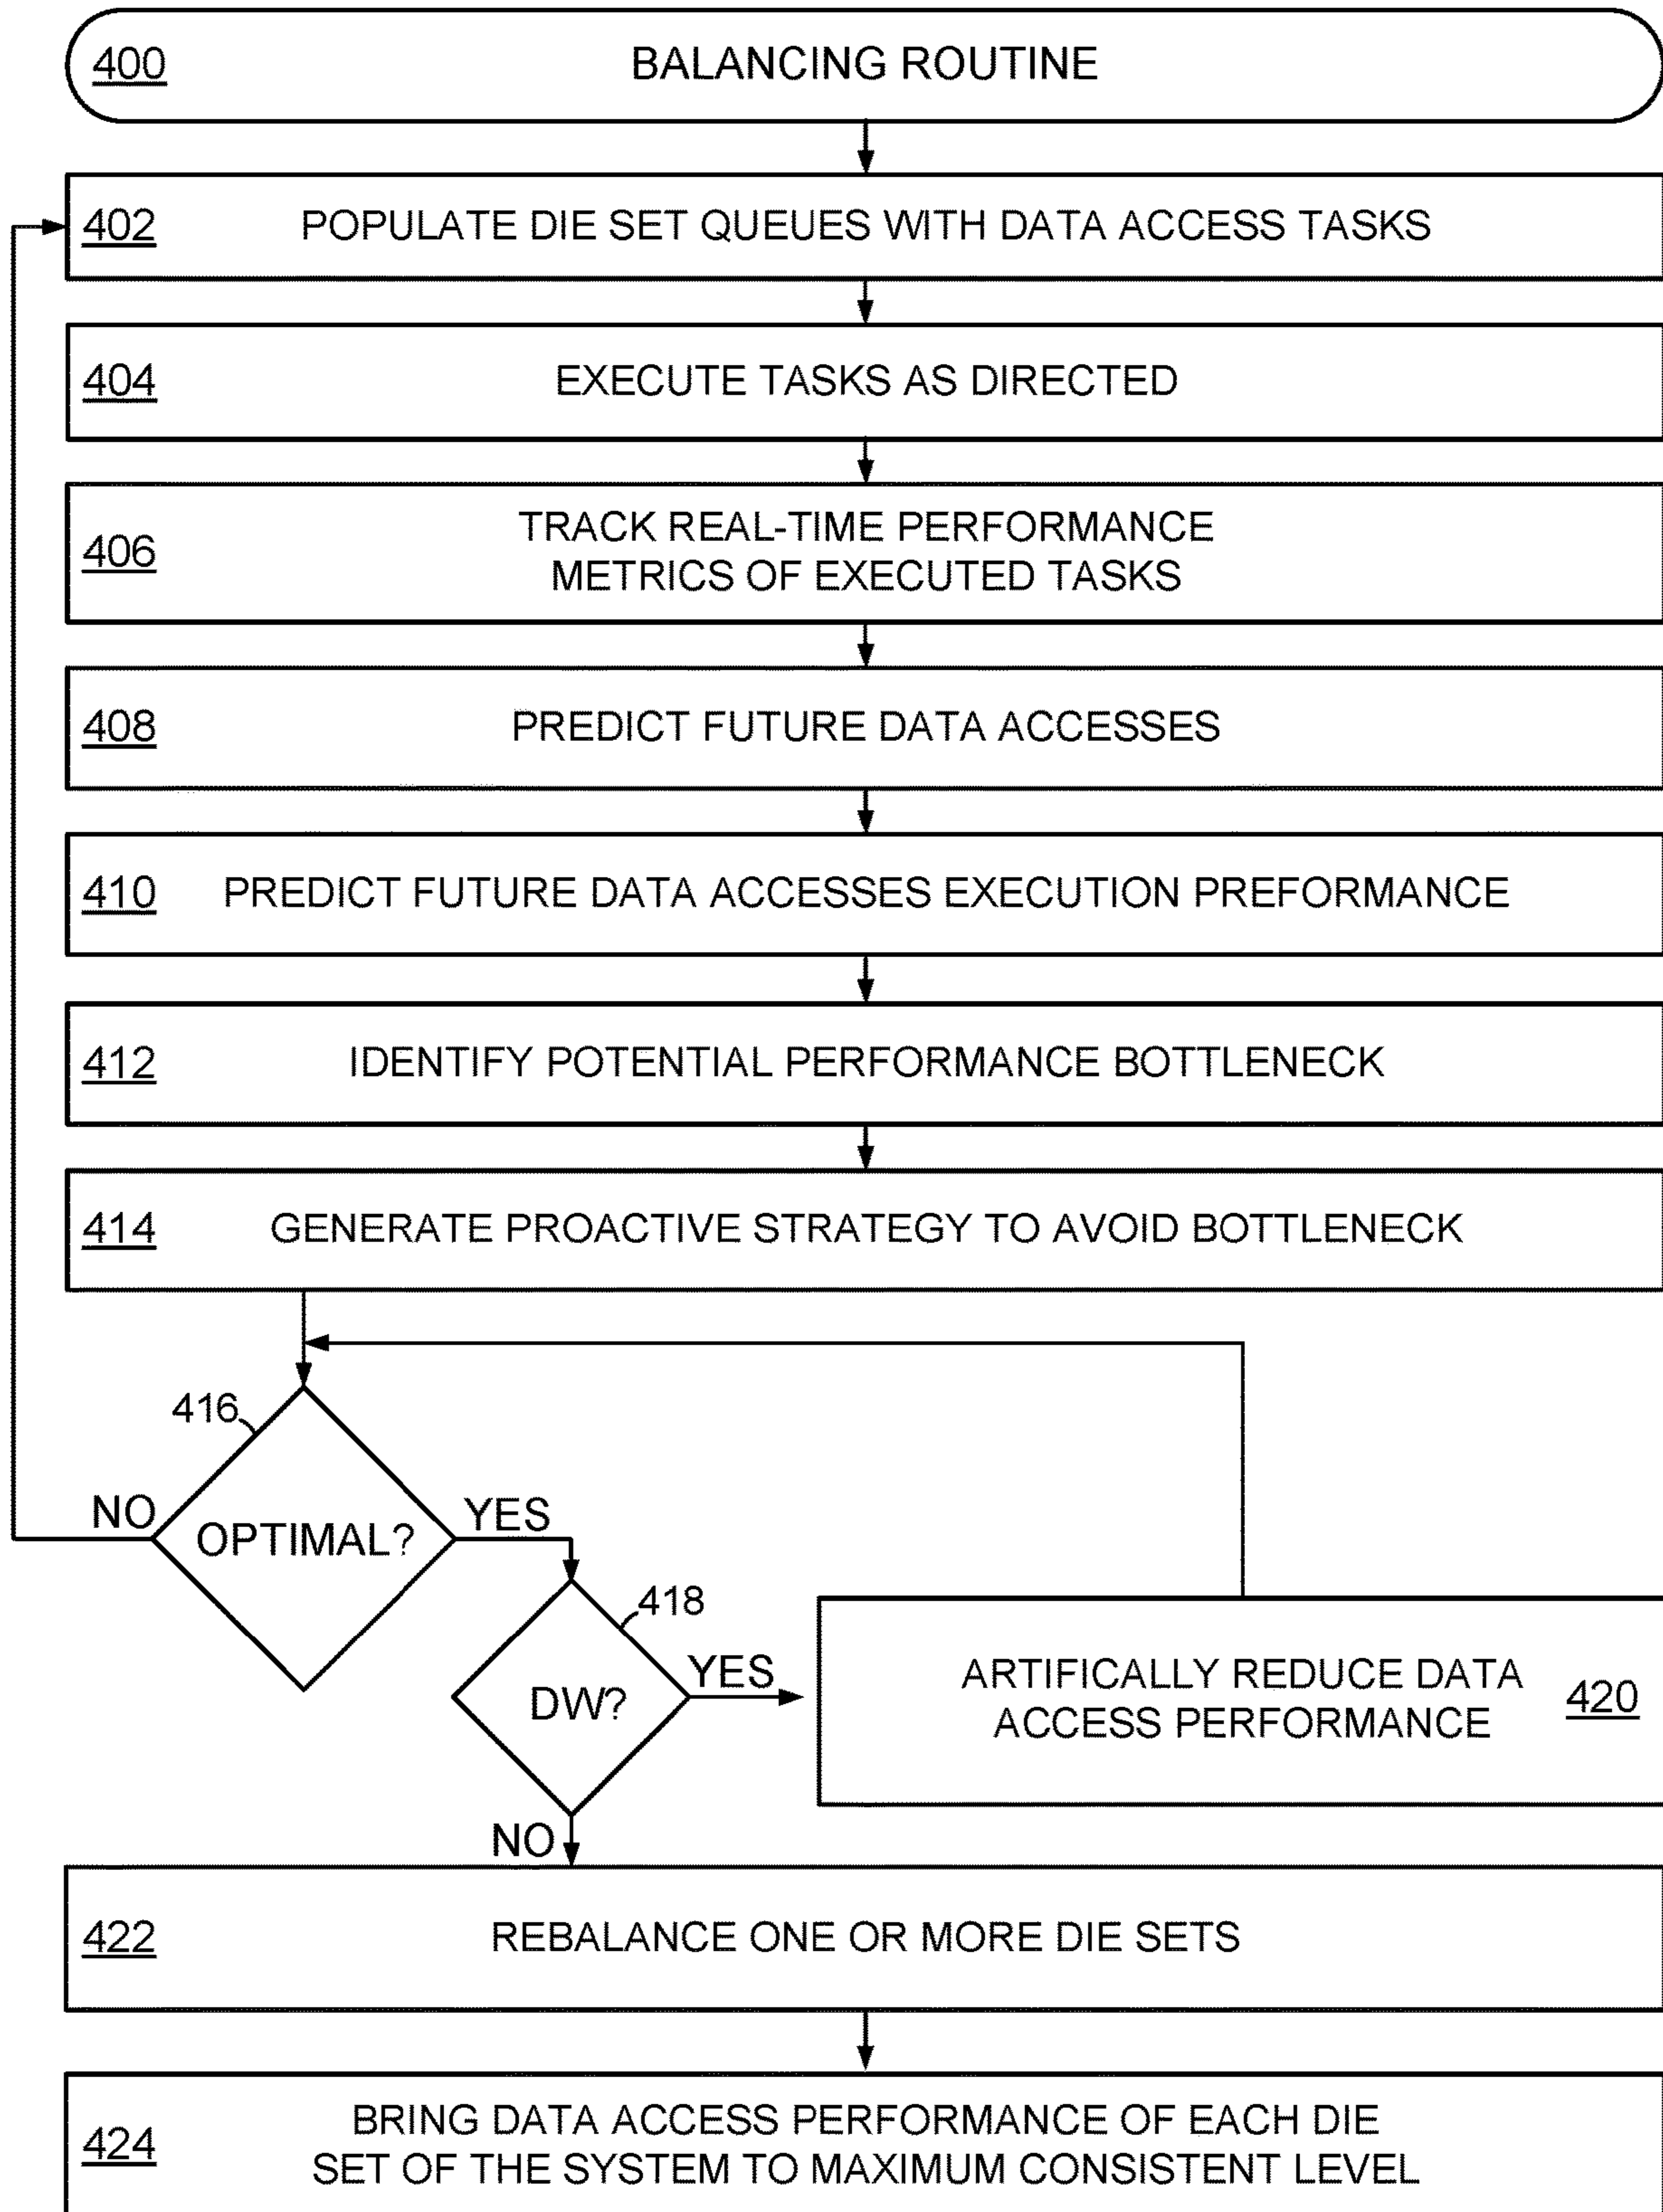 400 BALANCING ROUTINE
402 POPULATE DIE SET QUEUES WITH DATA ACCESS TASKS
404 EXECUTE TASKS AS DIRECTED
406 TRACK REAL-TIME PERFORMANCE
METRICS OF EXECUTED TASKS
408 PREDICT FUTURE DATA ACCESSES
410 PREDICT FUTURE DATA ACCESSES EXECUTION PREFORMANCE
412 IDENTIFY POTENTIAL PERFORMANCE BOTTLENECK
414 GENERATE PROACTIVE STRATEGY TO AVOID BOTTLENECK
416
NO OPTIMAL? YES
418
DW? YES
ARTIFICALLY REDUCE DATA
ACCESS PERFORMANCE 420
NO
422 REBALANCE ONE OR MORE DIE SETS
424 BRING DATA ACCESS PERFORMANCE OF EACH DIE
SET OF THE SYSTEM TO MAXIMUM CONSISTENT LEVEL